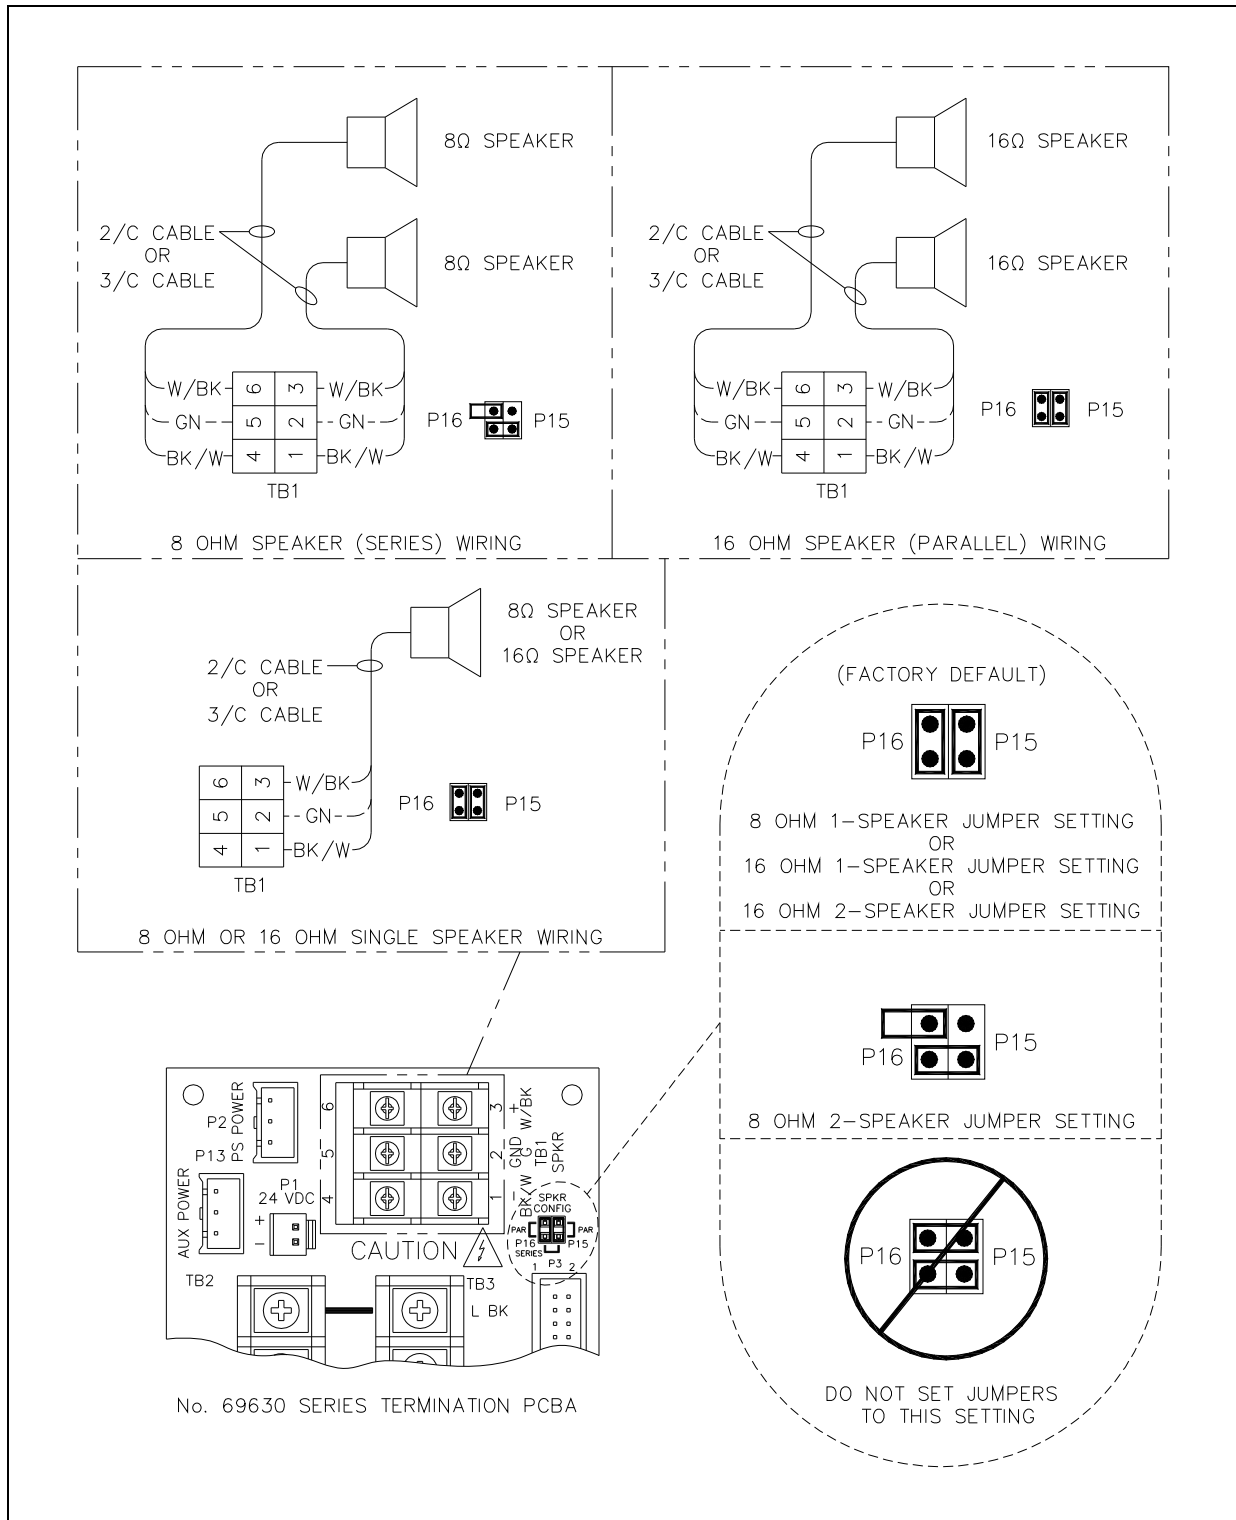 8Ω SPEAKER
2/C CABLE
OR
3/C CABLE
8Ω SPEAKER
W/BK 6 3 W/BK
GN 5 2 GN
BK/W 4 1 BK/W
TB1
P16 P15
8 OHM SPEAKER (SERIES) WIRING
16Ω SPEAKER
2/C CABLE
OR
3/C CABLE
16Ω SPEAKER
W/BK 6 3 W/BK
GN 5 2 GN
BK/W 4 1 BK/W
TB1
P16 P15
16 OHM SPEAKER (PARALLEL) WIRING
8Ω SPEAKER
OR
16Ω SPEAKER
2/C CABLE
OR
3/C CABLE
6 3 W/BK
5 2 GN
4 1 BK/W
TB1
P16 P15
8 OHM OR 16 OHM SINGLE SPEAKER WIRING
(FACTORY DEFAULT)
P16 P15
8 OHM 1-SPEAKER JUMPER SETTING
OR
16 OHM 1-SPEAKER JUMPER SETTING
OR
16 OHM 2-SPEAKER JUMPER SETTING
P16 P15
8 OHM 2-SPEAKER JUMPER SETTING
P16 P15
DO NOT SET JUMPERS
TO THIS SETTING
P2
PS POWER
P13
AUX POWER
P1
24 VDC
+
-
6
5
4
3
2
1
+ W/BK
GND G
- BK/W
TB1
SPKR
SPKR
CONFIG
PAR PAR
P16 P15
SERIES
P3
1 2
CAUTION
TB2
TB3
L BK
No. 69630 SERIES TERMINATION PCBA